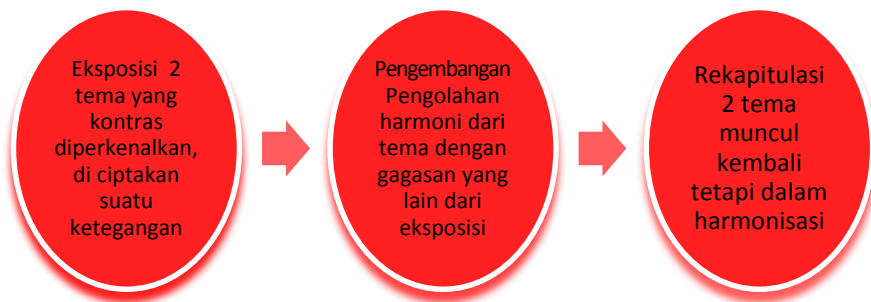 Eksposisi 2
tema yang
kontras
diperkenalkan,
di ciptakan
suatu
ketegangan
Pengembangan
Pengolahan
harmoni dari
tema dengan
gagasan yang
lain dari
eksposisi
Rekapitulasi
2 tema
muncul
kembali
tetapi dalam
harmonisasi